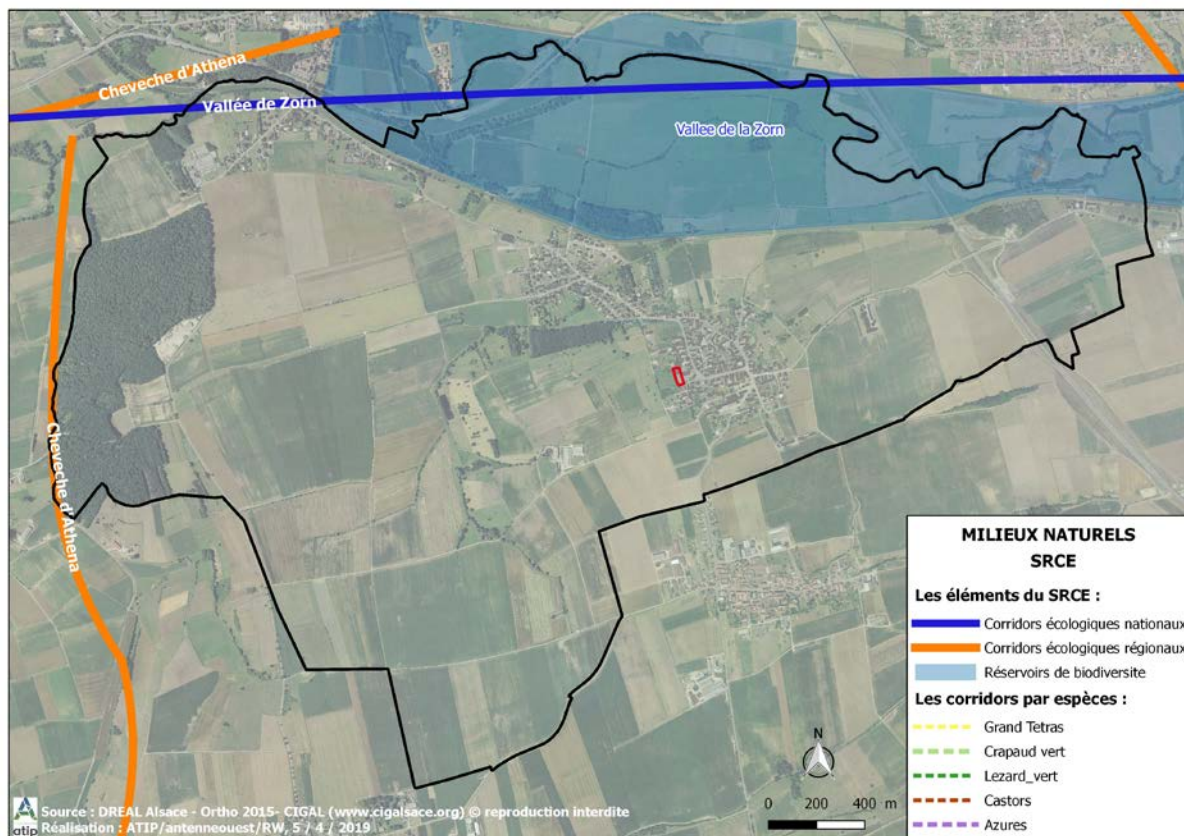 Cheveche d'Athena
Vallée de Zorn
Vallee de la Zorn
Cheveche d'Athena
MILIEUX NATURELS
SRCE
Les éléments du SRCE :
Corridors écologiques nationaux
Corridors écologiques régionaux
Réservoirs de biodiversite
Les corridors par espèces :
Grand Tetras
Crapaud vert
Lezard_vert
Castors
Azures
N
0 200 400 m
atip
Source : DREAL Alsace - Ortho 2015- CIGAL (www.cigalsace.org) © reproduction interdite
Réalisation : ATIP/antenneouest/RW, 5 / 4 / 2019